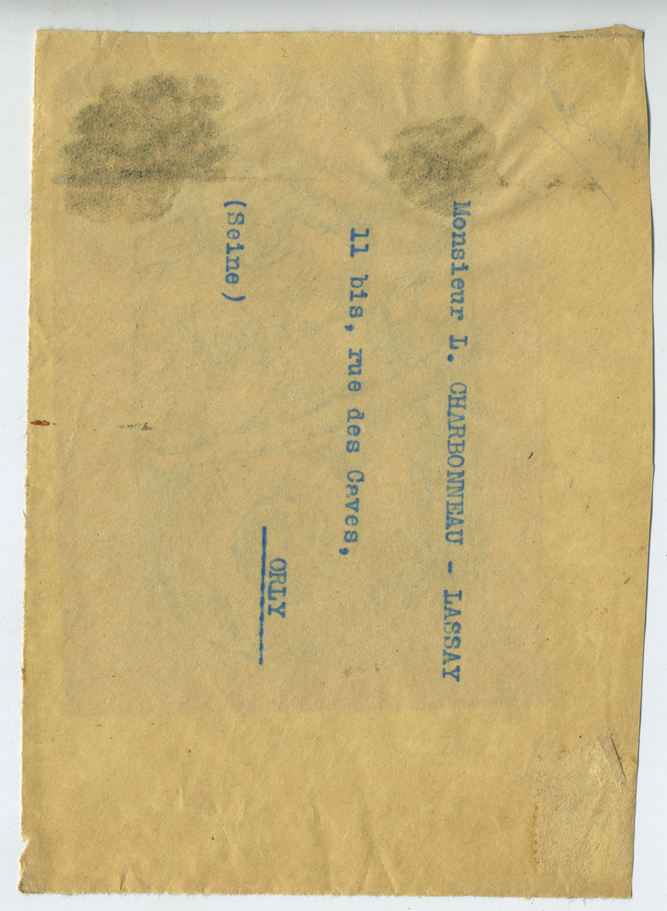 Monsieur L. CHARBONNEAU - LASSAY
11 bis, rue des Caves,
ORLY
(Seine)